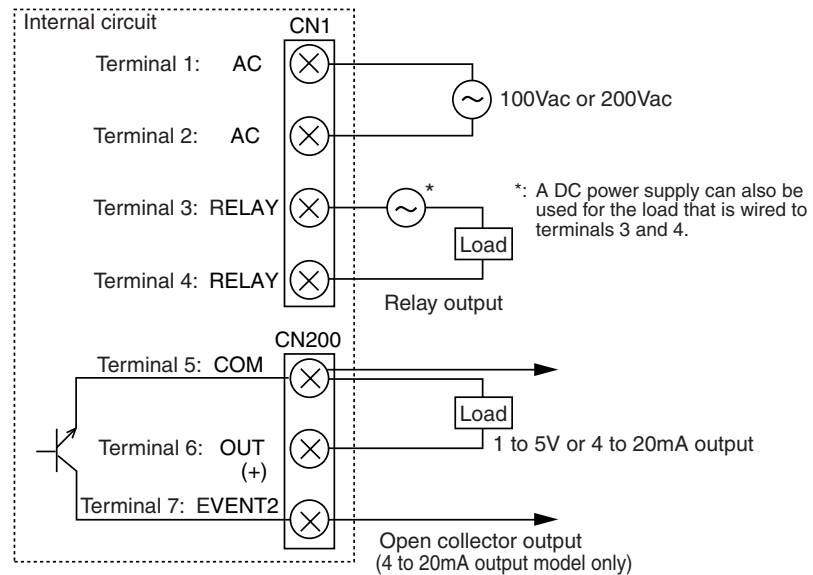 Internal circuit
CN1
Terminal 1: AC
100Vac or 200Vac
Terminal 2: AC
Terminal 3: RELAY
*
*: A DC power supply can also be
used for the load that is wired to
terminals 3 and 4.
Load
Terminal 4: RELAY
Relay output
CN200
Terminal 5: COM
Load
Terminal 6: OUT
(+)
1 to 5V or 4 to 20mA output
Terminal 7: EVENT2
Open collector output
(4 to 20mA output model only)